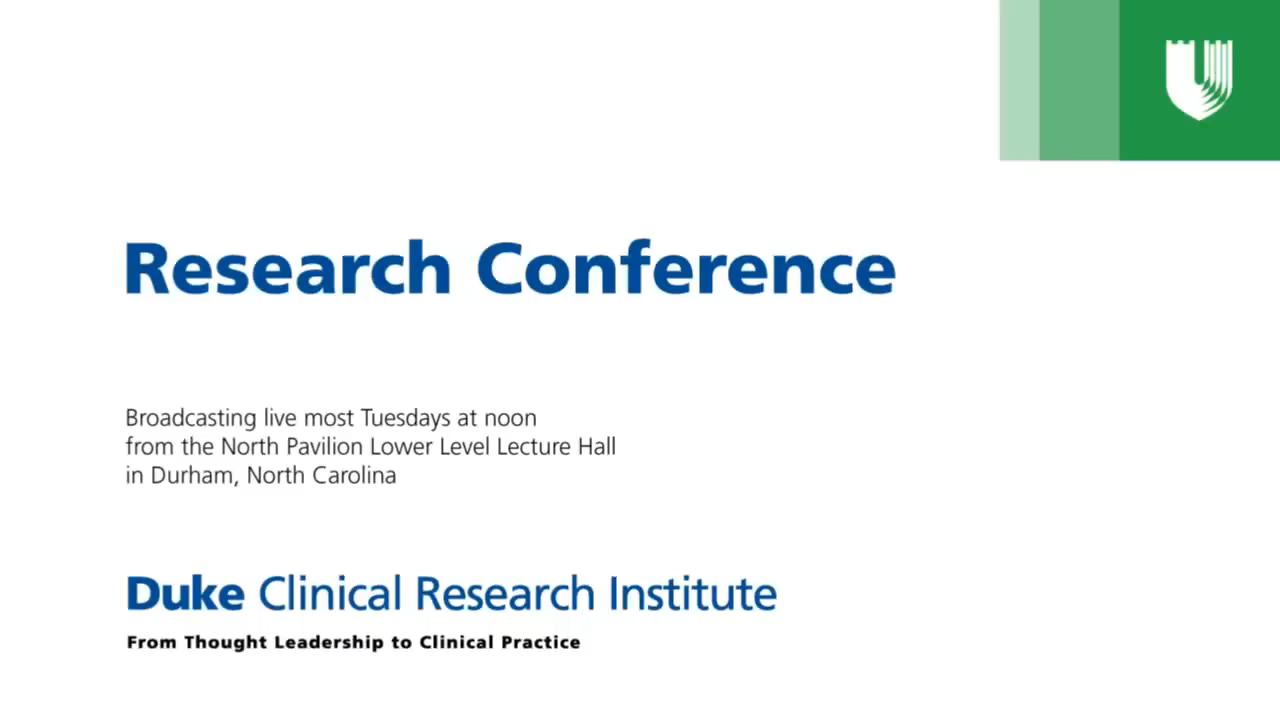 Research Conference
Broadcasting live most Tuesdays at noon
from the North Pavilion Lower Level Lecture Hall
in Durham, North Carolina
Duke Clinical Research Institute
From Thought Leadership to Clinical Practice